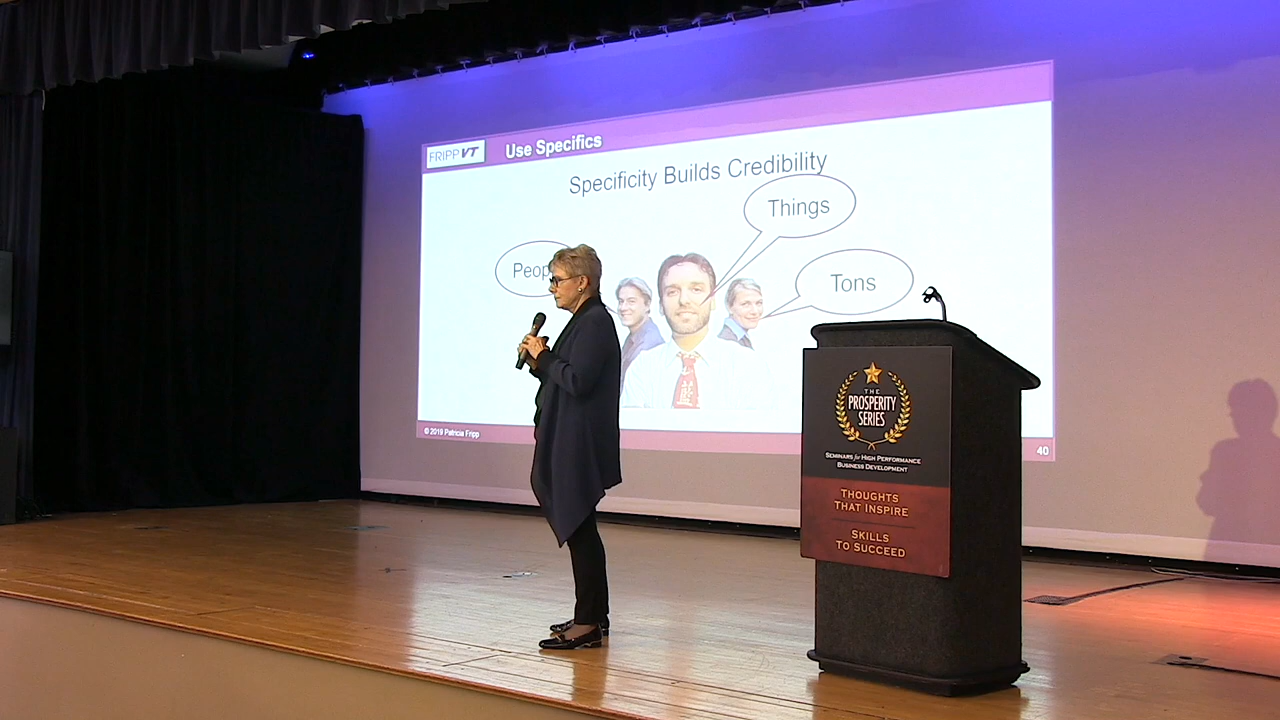 FRIPP VT
Use Specifics
Specificity Builds Credibility
Things
Tons
© 2019 Patricia Fripp
40
THE
PROSPERITY
SERIES
SEMINARS for HIGH PERFORMANCE
BUSINESS DEVELOPMENT
THOUGHTS
THAT INSPIRE
SKILLS
TO SUCCEED